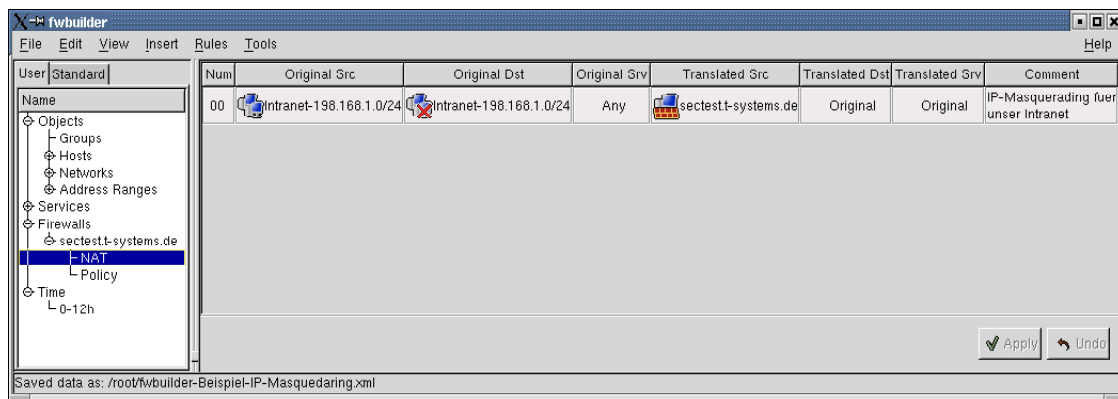 fwbuilder
File Edit View Insert Rules Tools Help
User Standard
Name
Objects
Groups
Hosts
Networks
Address Ranges
Services
Firewalls
sectest.t-systems.de
NAT
Policy
Time
0-12h
Num Original Src Original Dst Original Srv Translated Src Translated Dst Translated Srv Comment
00 Intranet-198.168.1.0/24 Intranet-198.168.1.0/24 Any sectest.t-systems.de Original Original IP-Masquerading fuer
unser Intranet
Apply Undo
Saved data as: /root/fwbuilder-Beispiel-IP-Masquedaring.xml